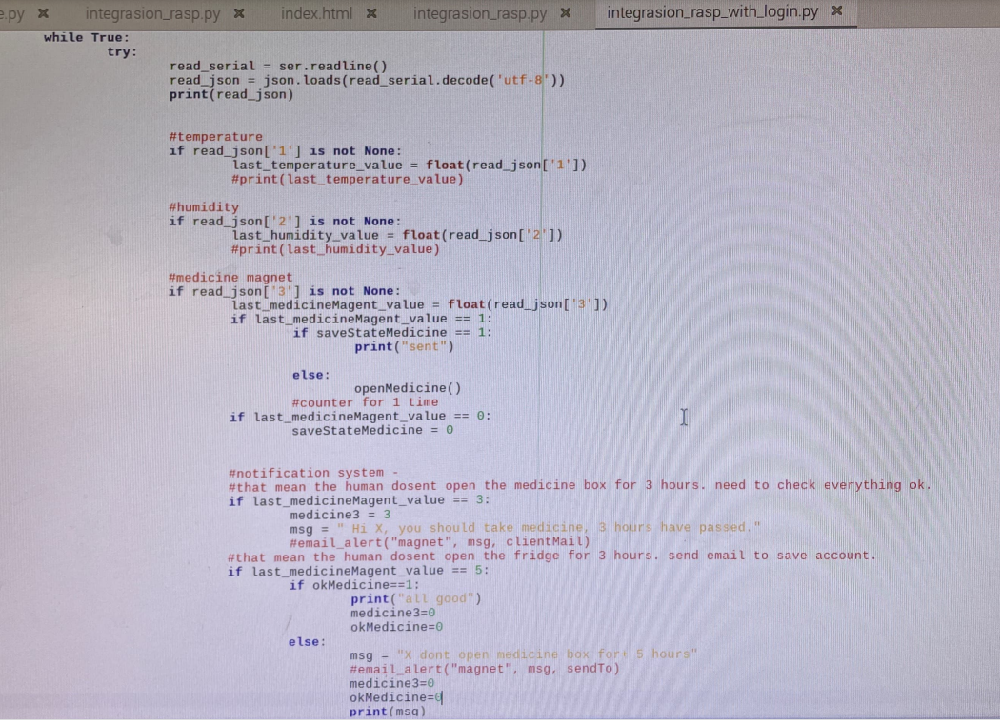 e.py ✕ integrasion_rasp.py ✕ index.html ✕ integrasion_rasp.py ✕ integrasion_rasp_with_login.py ✕
while True:
try:
read_serial = ser.readline()
read_json = json.loads(read_serial.decode('utf-8'))
print(read_json)
#temperature
if read_json['1'] is not None:
last_temperature_value = float(read_json['1'])
#print(last_temperature_value)
#humidity
if read_json['2'] is not None:
last_humidity_value = float(read_json['2'])
#print(last_humidity_value)
#medicine magnet
if read_json['3'] is not None:
last_medicineMagent_value = float(read_json['3'])
if last_medicineMagent_value == 1:
if saveStateMedicine == 1:
print("sent")
else:
openMedicine()
#counter for 1 time
if last_medicineMagent_value == 0:
saveStateMedicine = 0
#notification system -
#that mean the human dosent open the medicine box for 3 hours. need to check everything ok.
if last_medicineMagent_value == 3:
medicine3 = 3
msg = " Hi X, you should take medicine, 3 hours have passed."
#email_alert("magnet", msg, clientMail)
#that mean the human dosent open the fridge for 3 hours. send email to save account.
if last_medicineMagent_value == 5:
if okMedicine==1:
print("all good")
medicine3=0
okMedicine=0
else:
msg = "X dont open medicine box for+ 5 hours"
#email_alert("magnet", msg, sendTo)
medicine3=0
okMedicine=0
print(msg)